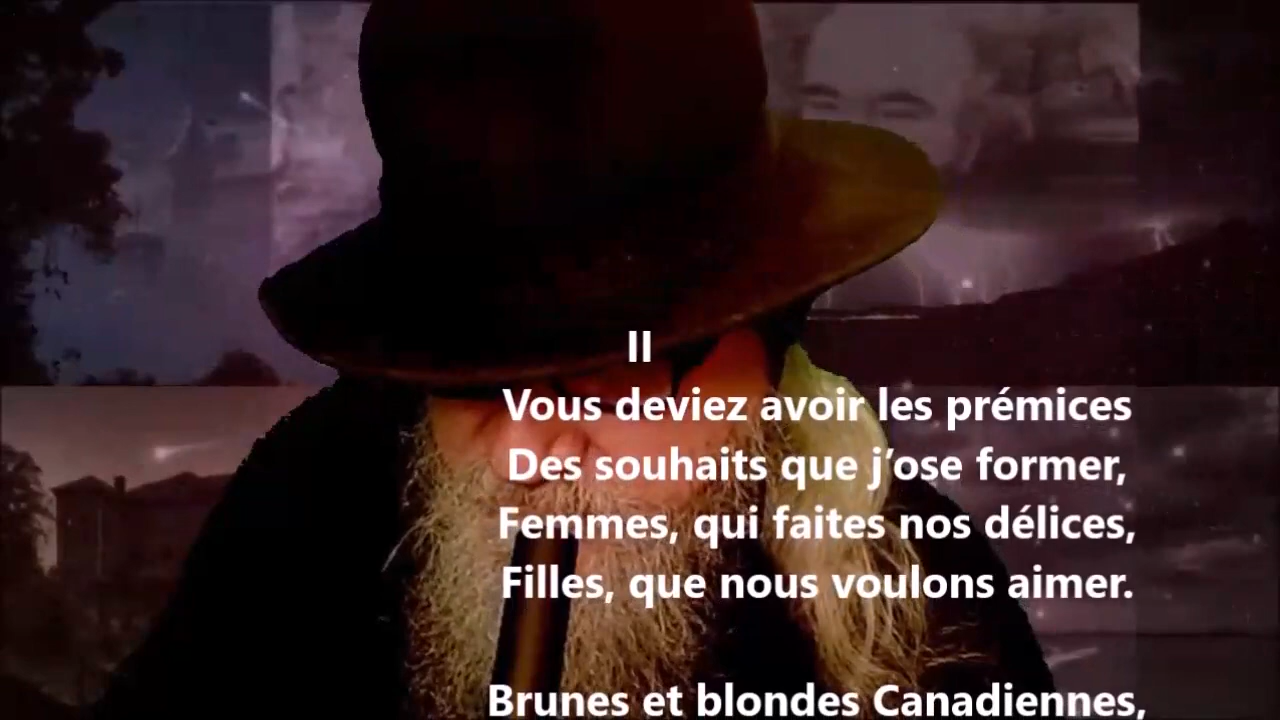 II
Vous deviez avoir les prémices
Des souhaits que j’ose former,
Femmes, qui faites nos délices,
Filles, que nous voulons aimer.
Brunes et blondes Canadiennes,